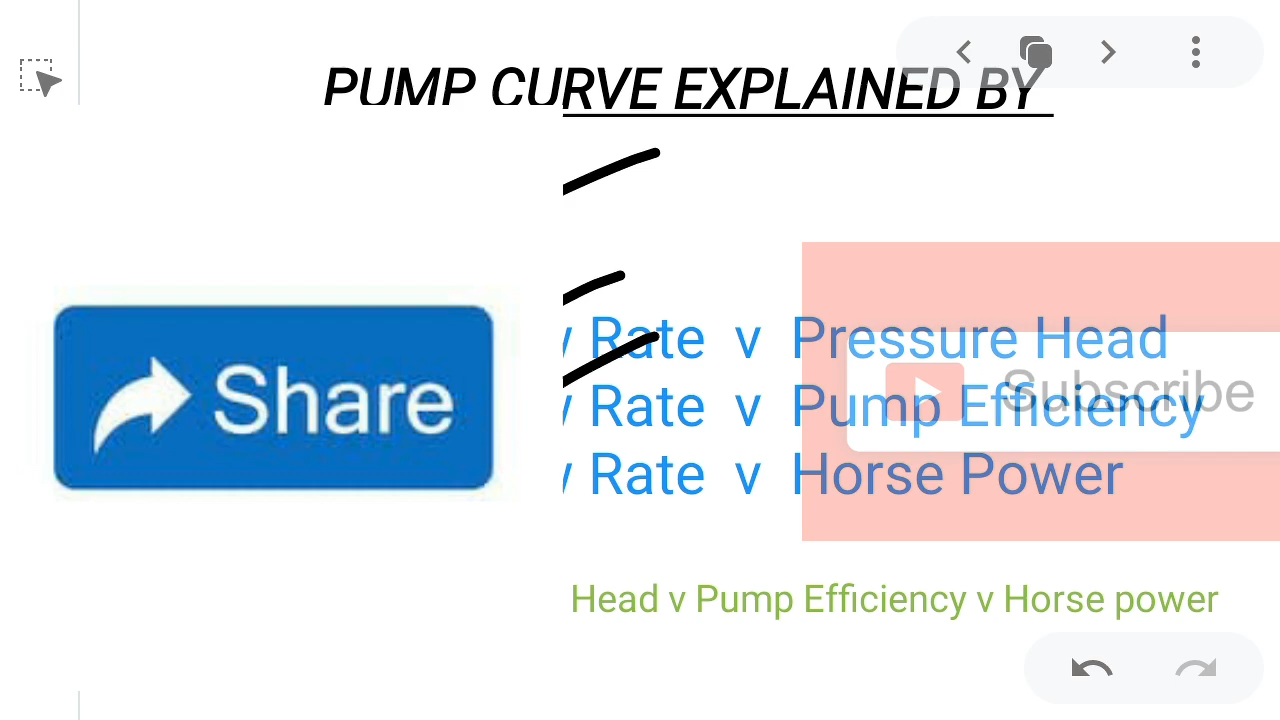 PUMP CURVE EXPLAINED BY
Rate v Pressure Head
Share
Subscribe
Rate v Pump Efficiency
Rate v Horse Power
Head v Pump Efficiency v Horse power